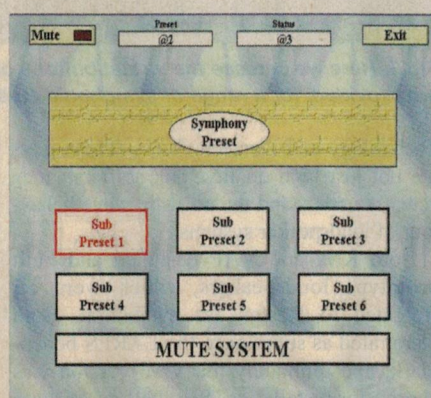 Mute
Preset
@2
Status
@3
Exit
Symphony
Preset
Sub
Preset 1
Sub
Preset 2
Sub
Preset 3
Sub
Preset 4
Sub
Preset 5
Sub
Preset 6
MUTE SYSTEM